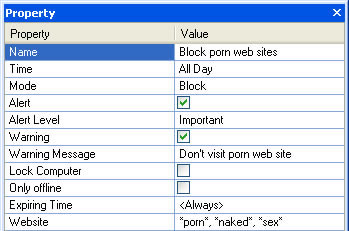 Property
Property Value
Name Block porn web sites
Time All Day
Mode Block
Alert
Alert Level Important
Warning
Warning Message Don't visit porn web site
Lock Computer
Only offline
Expiring Time <Always>
Website *porn*, *naked*, *sex*